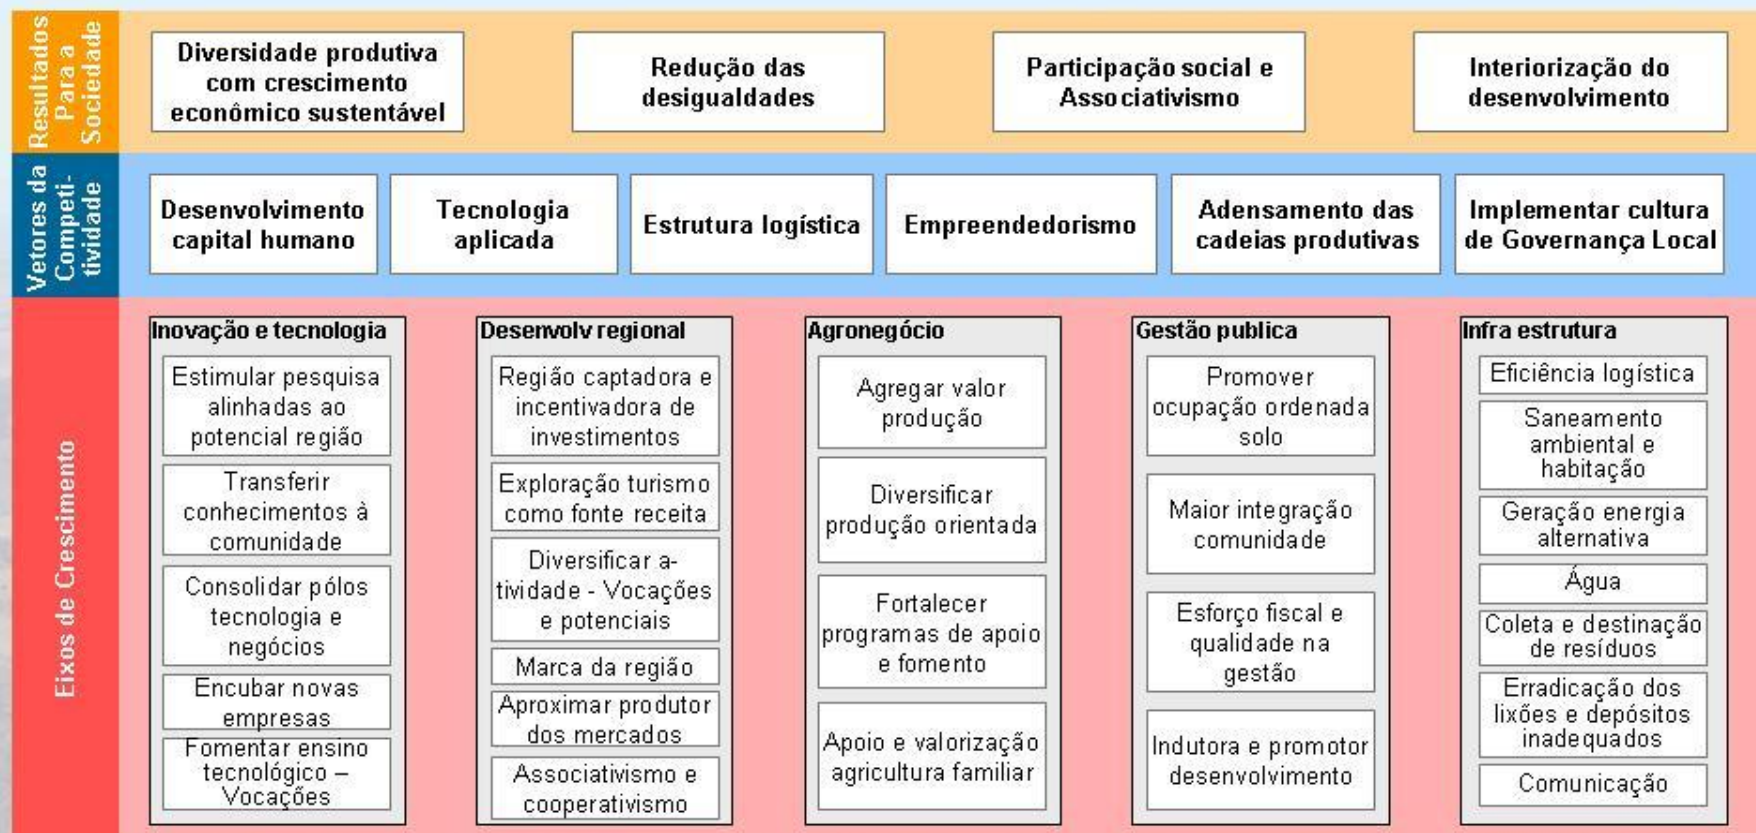 Resultados
Para a
Sociedade
Diversidade produtiva
com crescimento
econômico sustentável
Redução das
desigualdades
Participação social e
Associativismo
Interiorização do
desenvolvimento
Vetores da
Competi-
tividade
Desenvolvimento
capital humano
Tecnologia
aplicada
Estrutura logística
Empreendedorismo
Adensamento das
cadeias produtivas
Implementar cultura
de Governança Local
Eixos de Crescimento
Inovação e tecnologia
Estimular pesquisa
alinhadas ao
potencial região
Transferir
conhecimentos à
comunidade
Consolidar pólos
tecnologia e
negócios
Encubar novas
empresas
Fomentar ensino
tecnológico –
Vocações
Desenvolv regional
Região captadora e
incentivadora de
investimentos
Exploração turismo
como fonte receita
Diversificar a-
tividade - Vocações
e potenciais
Marca da região
Aproximar produtor
dos mercados
Associativismo e
cooperativismo
Agronegócio
Agregar valor
produção
Diversificar
produção orientada
Fortalecer
programas de apoio
e fomento
Apoio e valorização
agricultura familiar
Gestão publica
Promover
ocupação ordenada
solo
Maior integração
comunidade
Esforço fiscal e
qualidade na
gestão
Indutora e promotor
desenvolvimento
Infra estrutura
Eficiência logística
Saneamento
ambiental e
habitação
Geração energia
alternativa
Água
Coleta e destinação
de resíduos
Erradicação dos
lixões e depósitos
inadequados
Comunicação